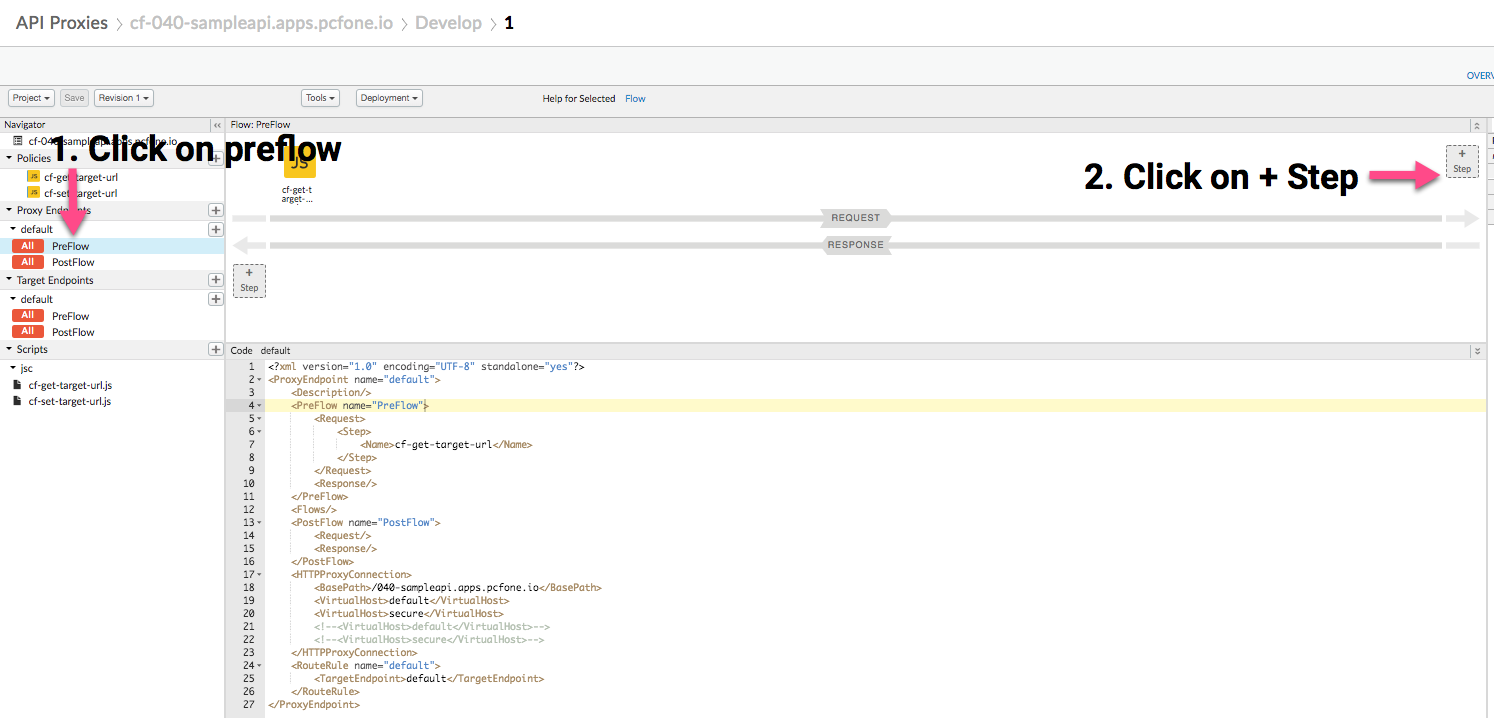 API Proxies > cf-040-sampleapi.apps.pcfone.io > Develop > 1
OVERV
Project Save Revision 1 Tools Deployment Help for Selected Flow
Navigator
cf-040-sampleapi.apps.pcfone.io
Policies
cf-get-target-url
cf-set-target-url
Proxy Endpoints
default
All PreFlow
All PostFlow
Target Endpoints
default
All PreFlow
All PostFlow
Scripts
jsc
cf-get-target-url.js
cf-set-target-url.js
1. Click on preflow
Flow: PreFlow
JS
cf-get-t
arget-...
2. Click on + Step
+
Step
REQUEST
RESPONSE
+
Step
Code default
1 <?xml version="1.0" encoding="UTF-8" standalone="yes"?>
2 <ProxyEndpoint name="default">
3 <Description/>
4 <PreFlow name="PreFlow">
5 <Request>
6 <Step>
7 <Name>cf-get-target-url</Name>
8 </Step>
9 </Request>
10 <Response/>
11 </PreFlow>
12 <Flows/>
13 <PostFlow name="PostFlow">
14 <Request/>
15 <Response/>
16 </PostFlow>
17 <HTTPProxyConnection>
18 <BasePath>/040-sampleapi.apps.pcfone.io</BasePath>
19 <VirtualHost>default</VirtualHost>
20 <VirtualHost>secure</VirtualHost>
21 <!--<VirtualHost>default</VirtualHost>-->
22 <!--<VirtualHost>secure</VirtualHost>-->
23 </HTTPProxyConnection>
24 <RouteRule name="default">
25 <TargetEndpoint>default</TargetEndpoint>
26 </RouteRule>
27 </ProxyEndpoint>